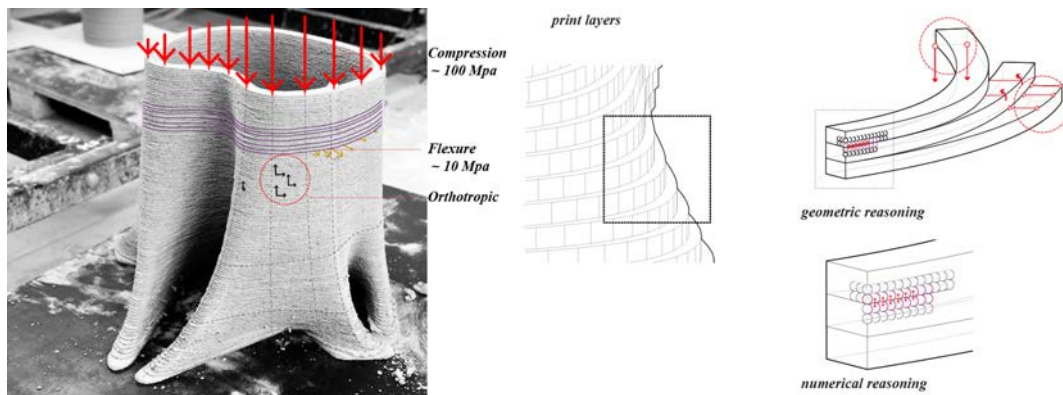 Compression
~ 100 Mpa
Flexure
~ 10 Mpa
Orthotropic
print layers
geometric reasoning
numerical reasoning